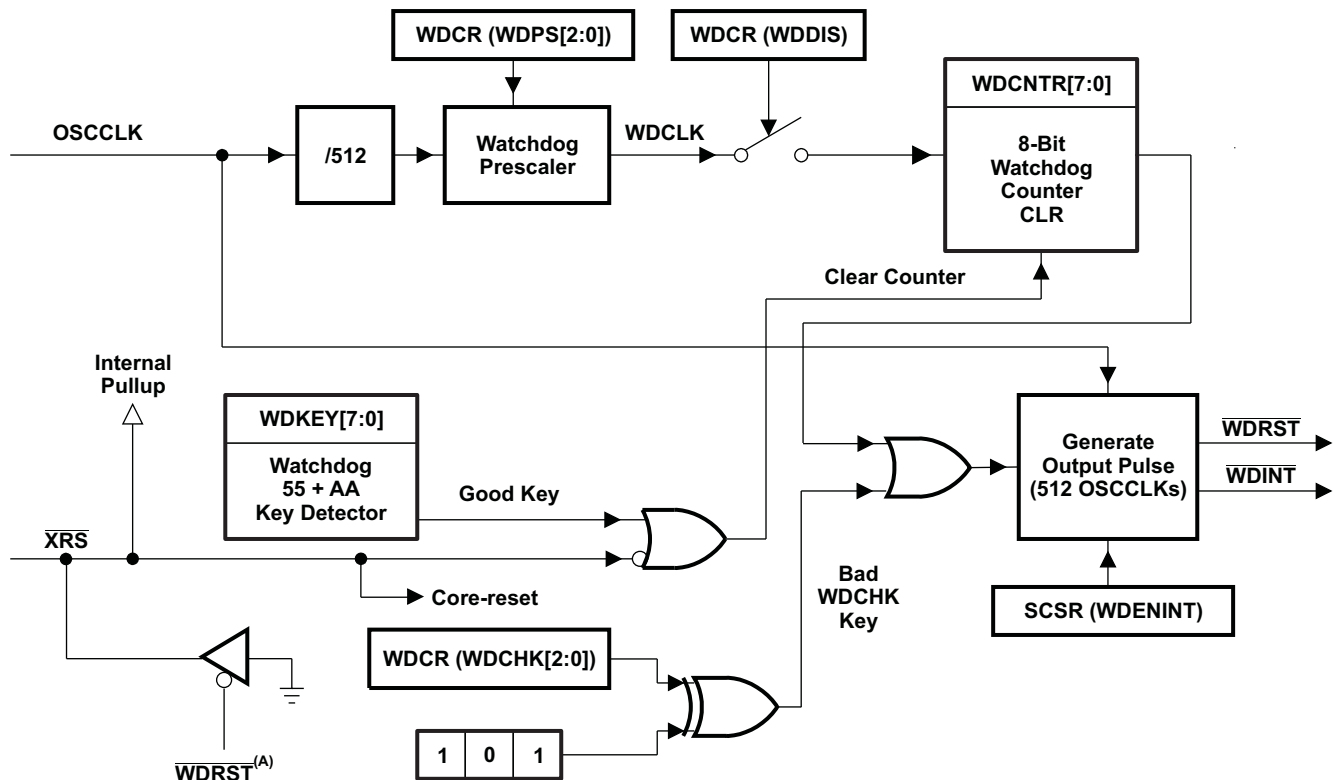 WDCR (WDPS[2:0])
WDCR (WDDIS)
WDCNTR[7:0]
OSCCLK
/512
Watchdog
Prescaler
WDCLK
8-Bit
Watchdog
Counter
CLR
Clear Counter
Internal
Pullup
WDKEY[7:0]
Watchdog
55 + AA
Key Detector
Good Key
Generate
Output Pulse
(512 OSCCLKs)
WDRST
WDINT
XRS
Core-reset
Bad
WDCHK
Key
SCSR (WDENINT)
WDCR (WDCHK[2:0])
1 0 1
WDRST(A)